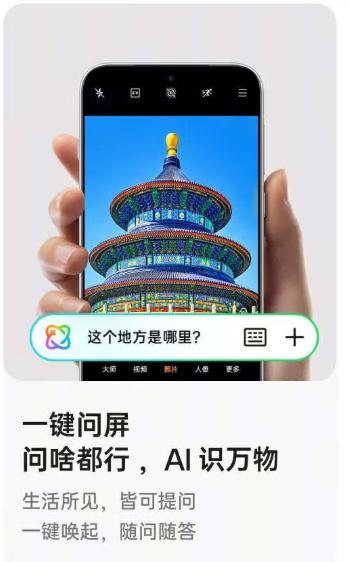 这个地方是哪里?
大师 视频 照片 人像 更多
一键问屏
问啥都行，AI 识万物
生活所见，皆可提问
一键唤起，随问随答